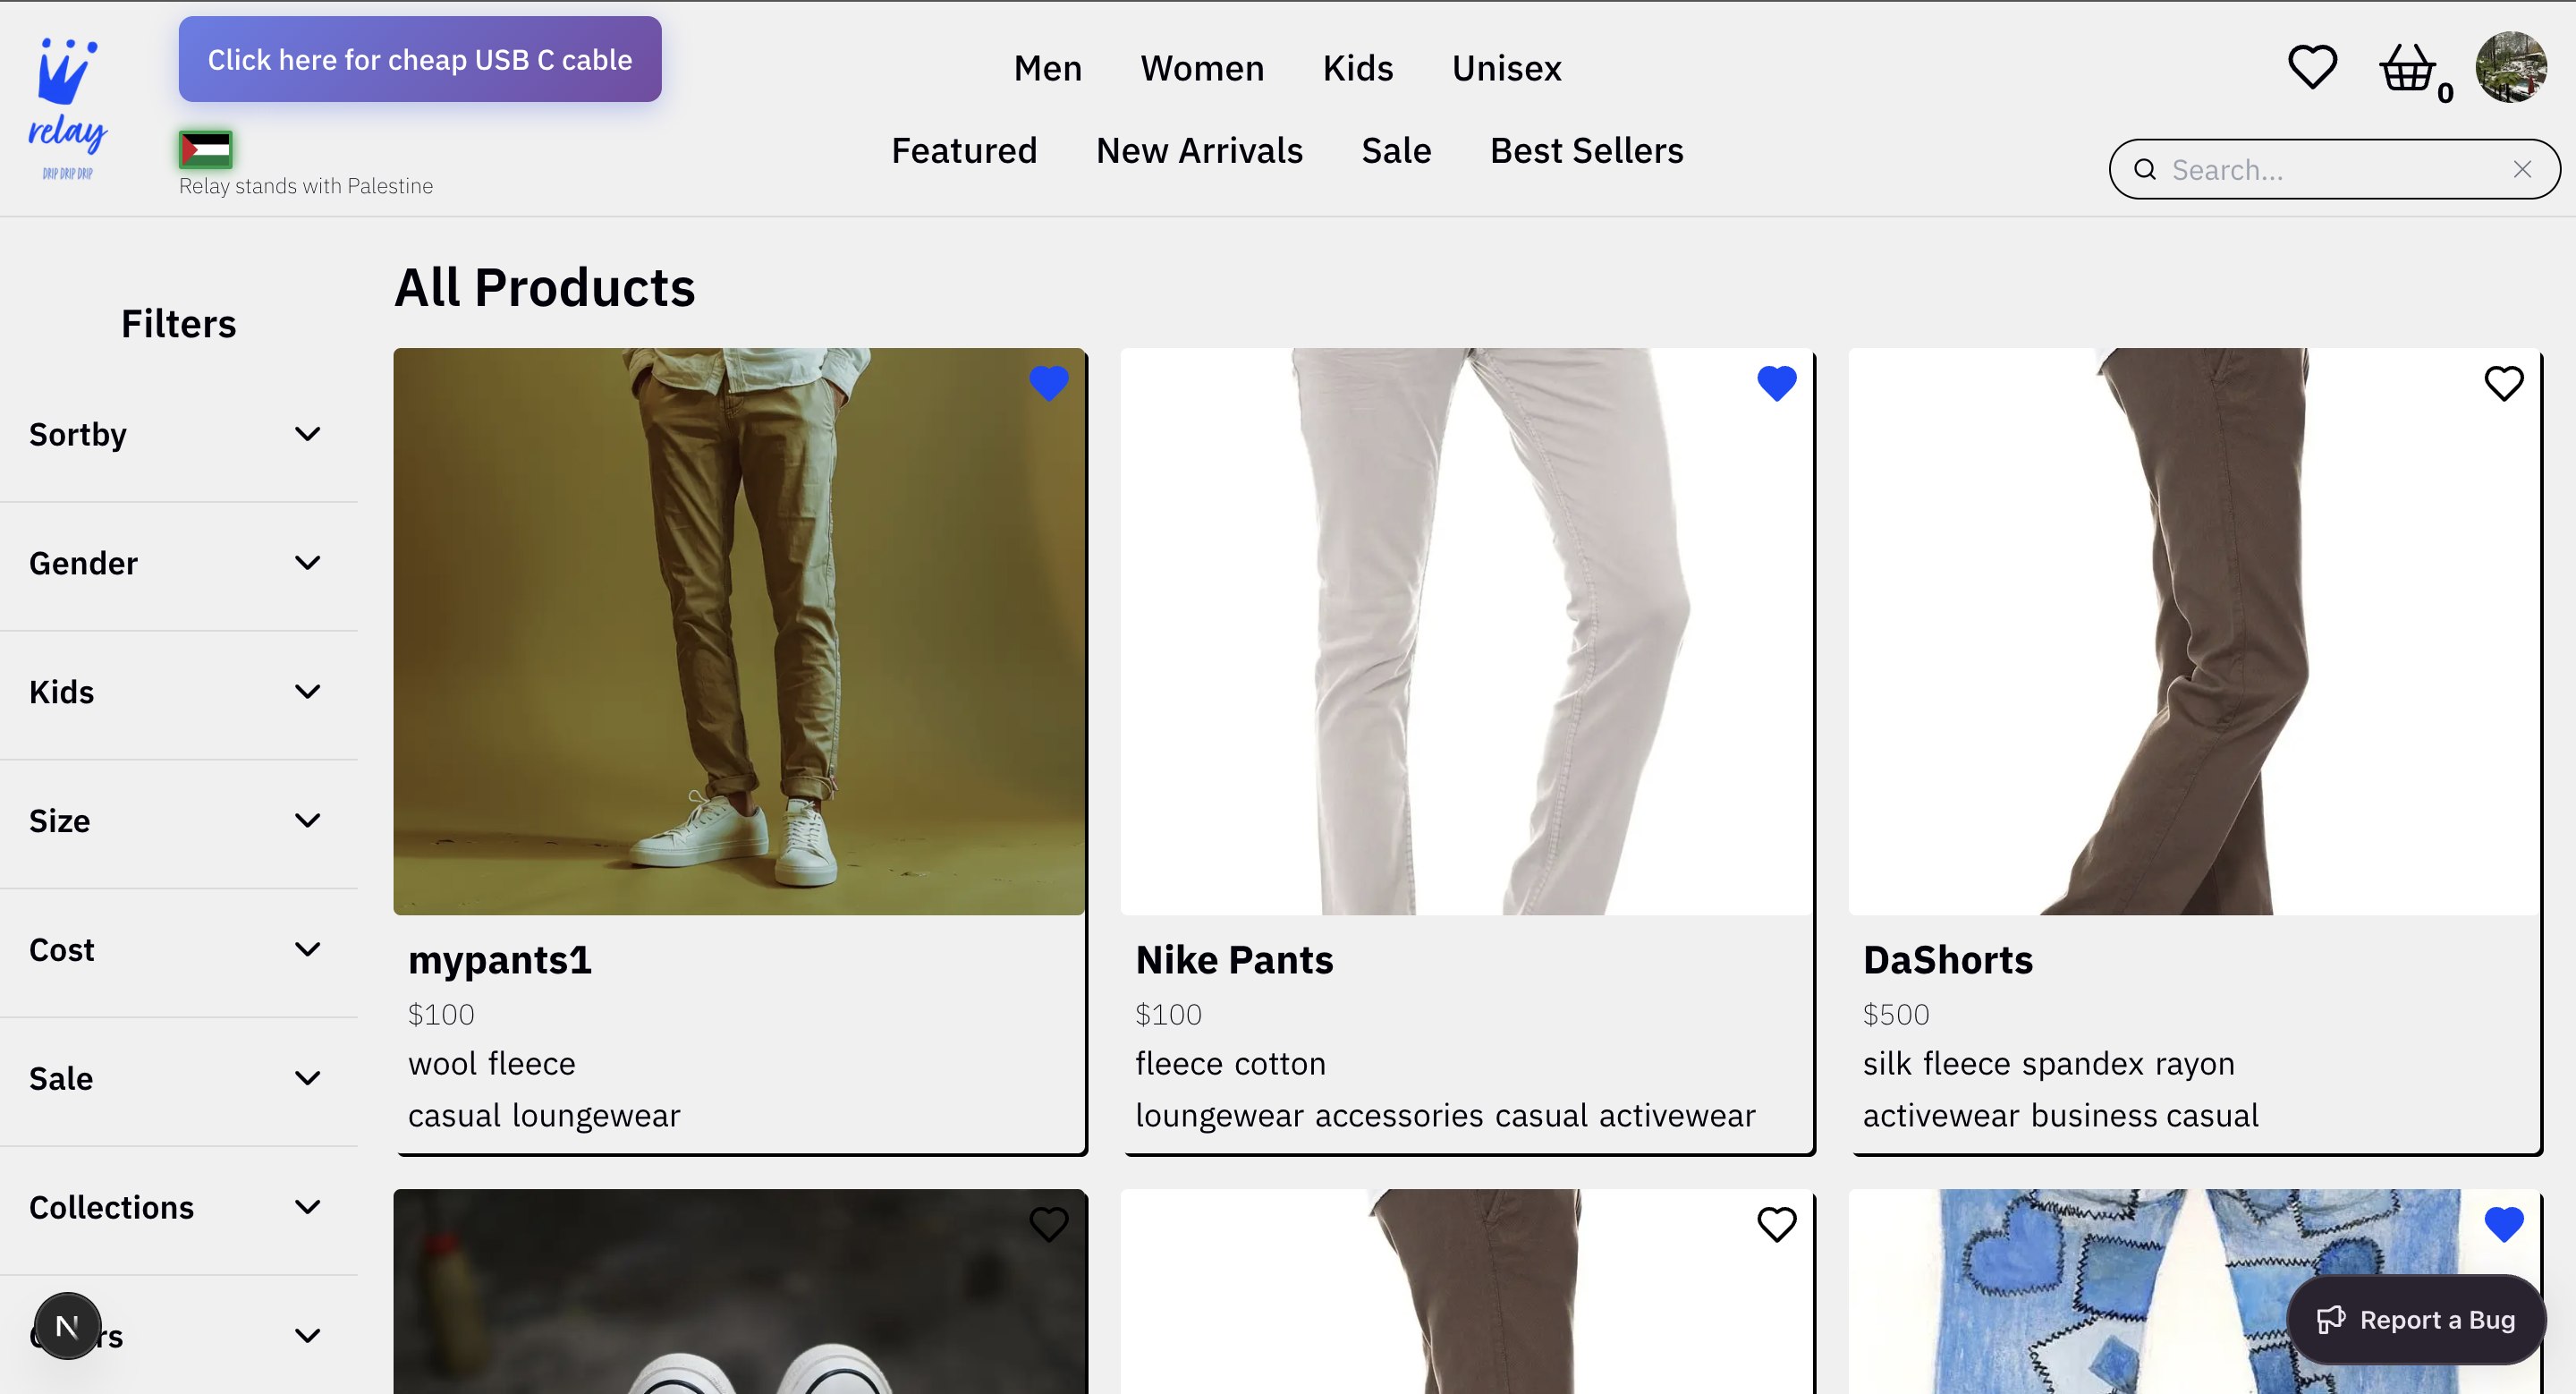 Click here for cheap USB C cable
relay
DRIP DRIP DRIP
Relay stands with Palestine
Men Women Kids Unisex
Featured New Arrivals Sale Best Sellers
0
Search...
Filters
Sortby
Gender
Kids
Size
Cost
Sale
Collections
N
All Products
mypants1
$100
wool fleece
casual loungewear
Nike Pants
$100
fleece cotton
loungewear accessories casual activewear
DaShorts
$500
silk fleece spandex rayon
activewear business casual
Report a Bug